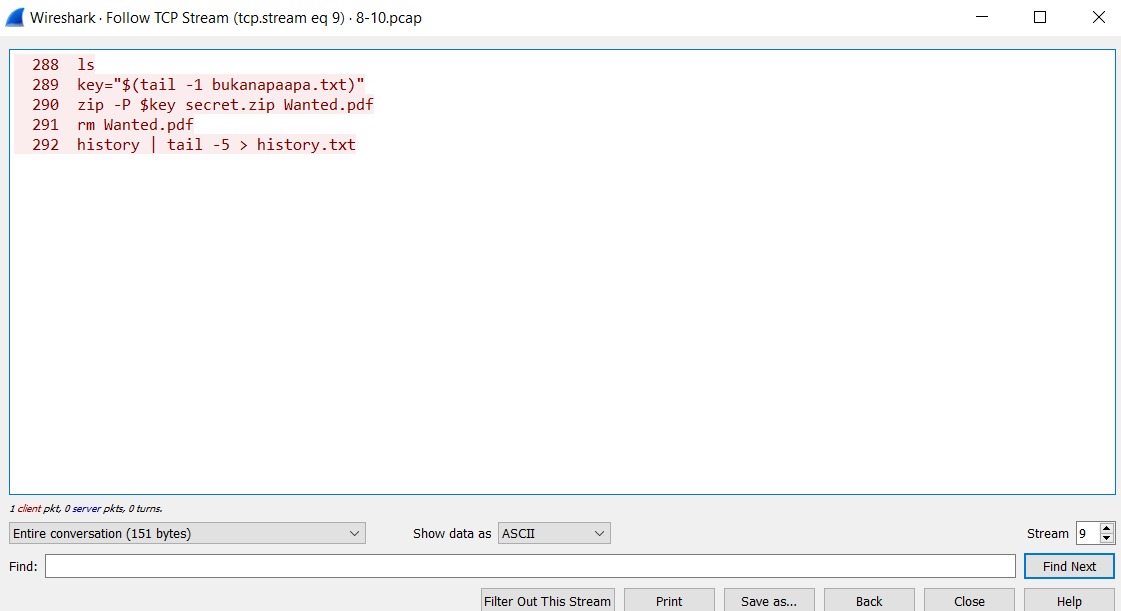 Wireshark · Follow TCP Stream (tcp.stream eq 9) · 8-10.pcap
288 ls
289 key="$(tail -1 bukanapaapa.txt)"
290 zip -P $key secret.zip Wanted.pdf
291 rm Wanted.pdf
292 history | tail -5 > history.txt
1 client pkt, 0 server pkts, 0 turns.
Entire conversation (151 bytes) Show data as ASCII Stream 9
Find: Find Next
Filter Out This Stream Print Save as... Back Close Help